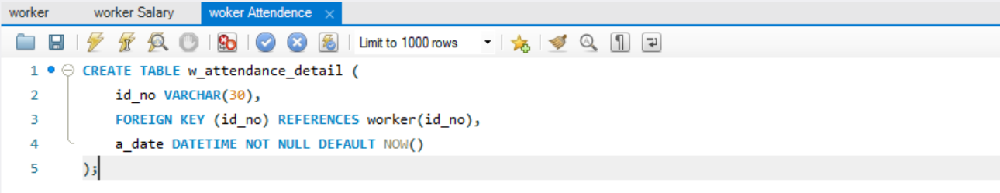 worker worker Salary woker Attendence ×
Limit to 1000 rows
1 CREATE TABLE w_attendance_detail (
2 id_no VARCHAR(30),
3 FOREIGN KEY (id_no) REFERENCES worker(id_no),
4 a_date DATETIME NOT NULL DEFAULT NOW()
5 );